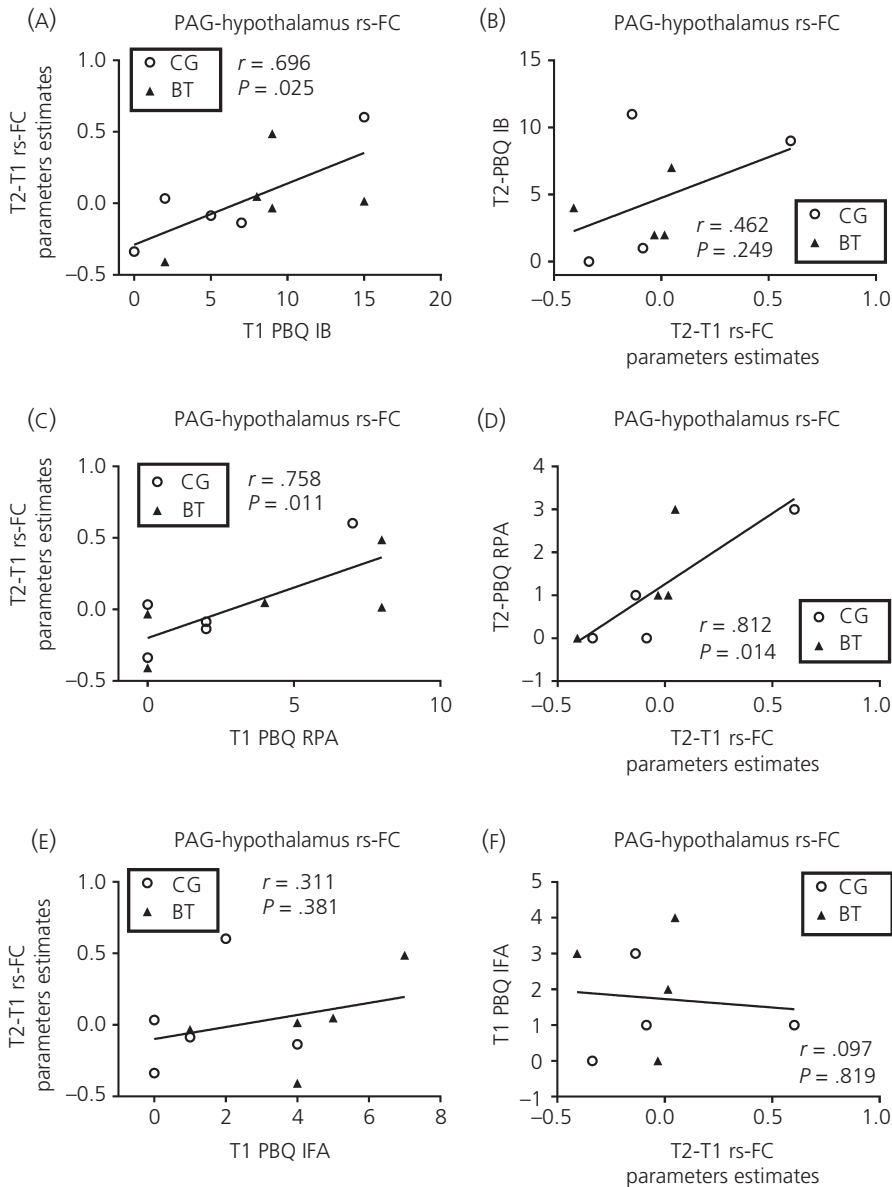 (A)
PAG-hypothalamus rs-FC
CG
BT
r = .696
P = .025
T2-T1 rs-FC
parameters estimates
1.0
0.5
0.0
–0.5
0
5
10
15
20
T1 PBQ IB
(B)
PAG-hypothalamus rs-FC
T2-PBQ IB
15
10
5
0
r = .462
P = .249
CG
BT
–0.5
0.0
0.5
1.0
T2-T1 rs-FC
parameters estimates
(C)
PAG-hypothalamus rs-FC
CG
BT
r = .758
P = .011
T2-T1 rs-FC
parameters estimates
1.0
0.5
0.0
–0.5
0
5
10
T1 PBQ RPA
(D)
PAG-hypothalamus rs-FC
T2-PBQ RPA
4
3
2
1
0
–1
r = .812
P = .014
CG
BT
–0.5
0.0
0.5
1.0
T2-T1 rs-FC
parameters estimates
(E)
PAG-hypothalamus rs-FC
CG
BT
r = .311
P = .381
T2-T1 rs-FC
parameters estimates
1.0
0.5
0.0
–0.5
0
2
4
6
8
T1 PBQ IFA
(F)
PAG-hypothalamus rs-FC
CG
BT
T1 PBQ IFA
5
4
3
2
1
0
–1
r = .097
P = .819
–0.5
0.0
0.5
1.0
T2-T1 rs-FC
parameters estimates